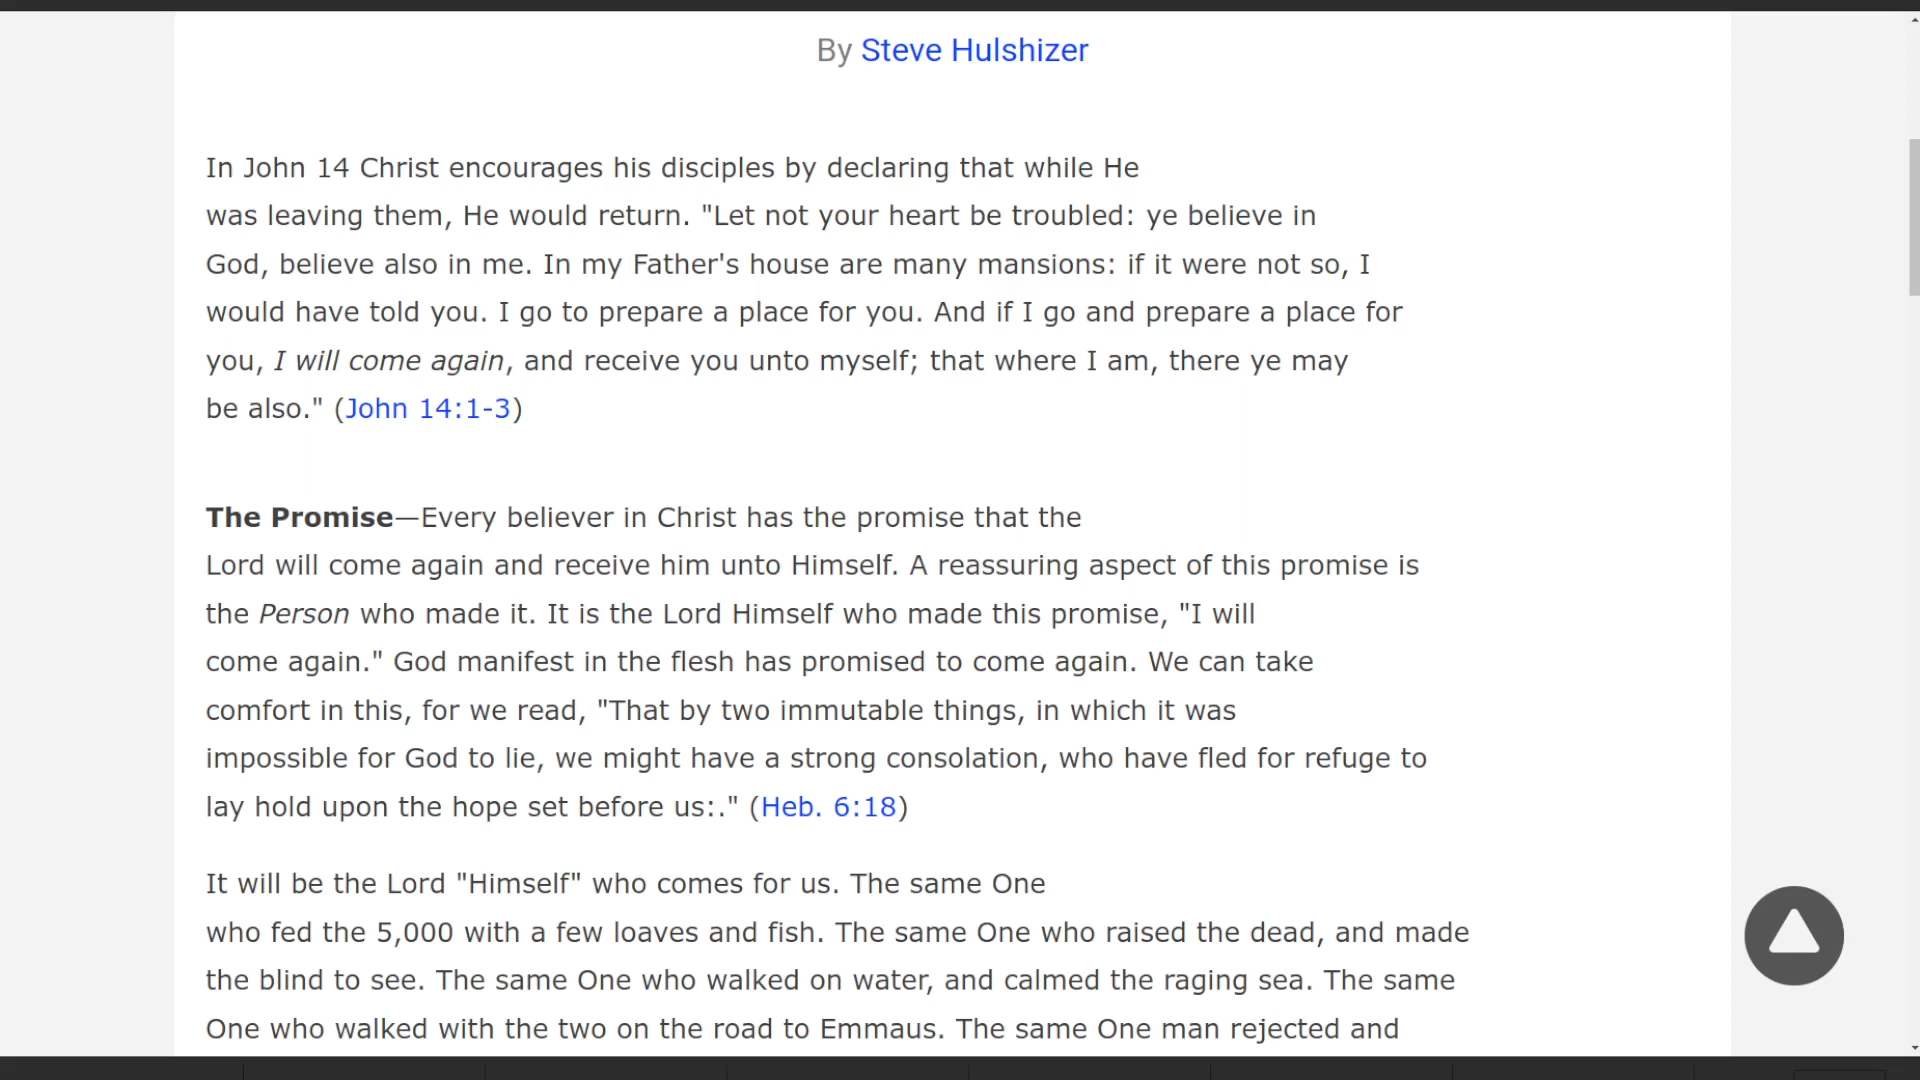 By Steve Hulshizer
In John 14 Christ encourages his disciples by declaring that while He
was leaving them, He would return. "Let not your heart be troubled: ye believe in
God, believe also in me. In my Father's house are many mansions: if it were not so, I
would have told you. I go to prepare a place for you. And if I go and prepare a place for
you, I will come again, and receive you unto myself; that where I am, there ye may
be also." (John 14:1-3)
The Promise—Every believer in Christ has the promise that the
Lord will come again and receive him unto Himself. A reassuring aspect of this promise is
the Person who made it. It is the Lord Himself who made this promise, "I will
come again." God manifest in the flesh has promised to come again. We can take
comfort in this, for we read, "That by two immutable things, in which it was
impossible for God to lie, we might have a strong consolation, who have fled for refuge to
lay hold upon the hope set before us:." (Heb. 6:18)
It will be the Lord "Himself" who comes for us. The same One
who fed the 5,000 with a few loaves and fish. The same One who raised the dead, and made
the blind to see. The same One who walked on water, and calmed the raging sea. The same
One who walked with the two on the road to Emmaus. The same One man rejected and